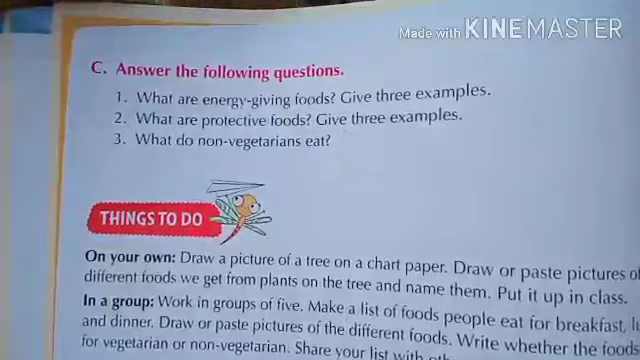 Made with KINEMASTER
C. Answer the following questions.
1. What are energy-giving foods? Give three examples.
2. What are protective foods? Give three examples.
3. What do non-vegetarians eat?
THINGS TO DO
On your own: Draw a picture of a tree on a chart paper. Draw or paste pictures of
different foods we get from plants on the tree and name them. Put it up in class.
In a group: Work in groups of five. Make a list of foods people eat for breakfast,
and dinner. Draw or paste pictures of the different foods. Write whether the foods
for vegetarian or non-vegetarian. Share your list with